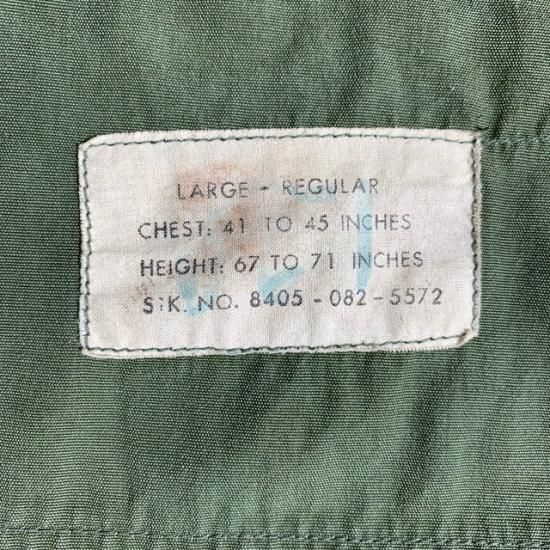 LARGE - REGULAR
CHEST: 41 TO 45 INCHES
HEIGHT: 67 TO 71 INCHES
S:K. NO. 8405 - 082 - 5572